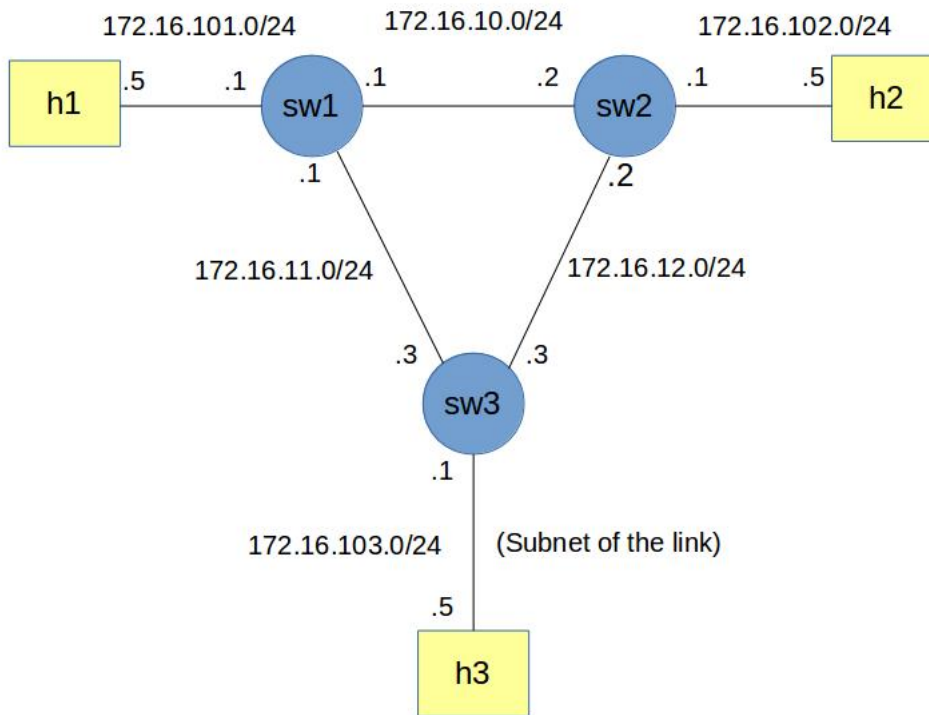 172.16.101.0/24
172.16.10.0/24
172.16.102.0/24
h1
.5
.1
sw1
.1
.2
sw2
.1
.5
h2
.1
.2
172.16.11.0/24
172.16.12.0/24
.3
.3
sw3
.1
172.16.103.0/24
(Subnet of the link)
.5
h3